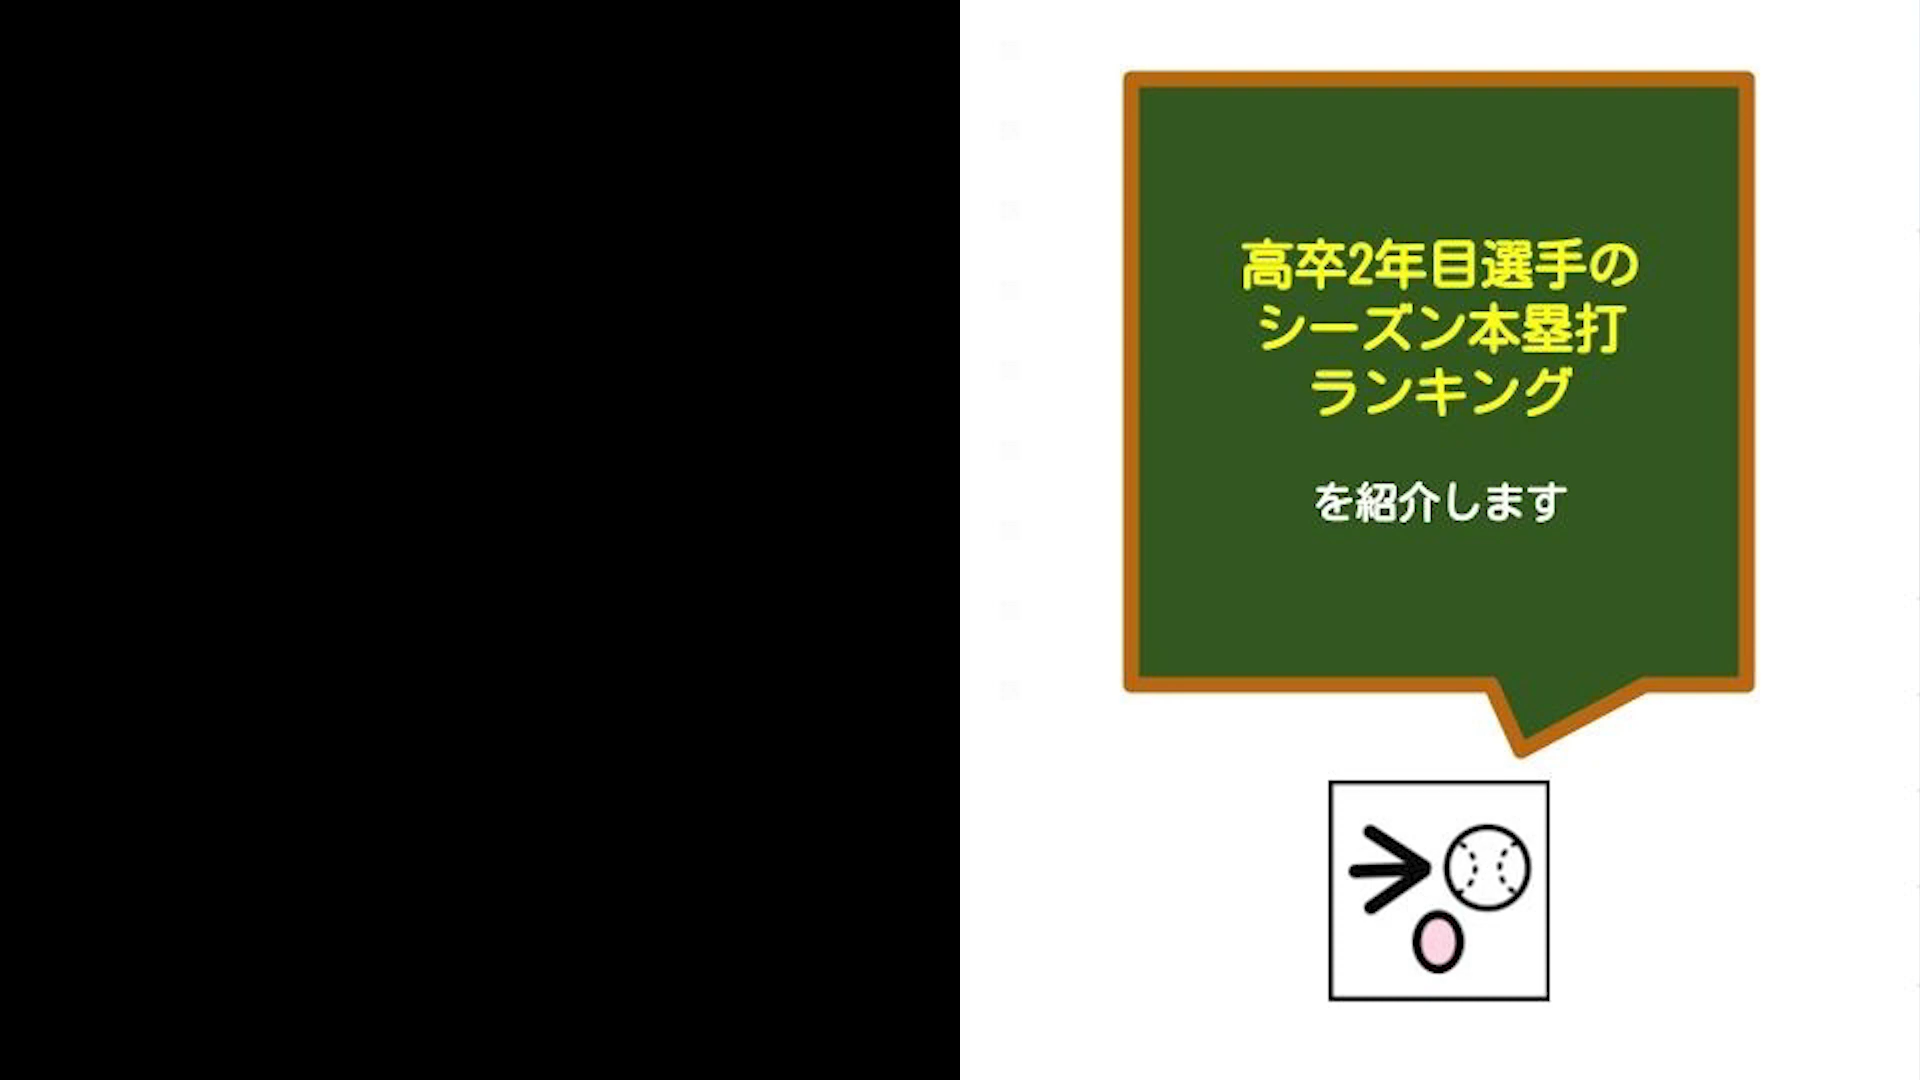 高卒2年目選手の
シーズン本塁打
ランキング
を紹介します